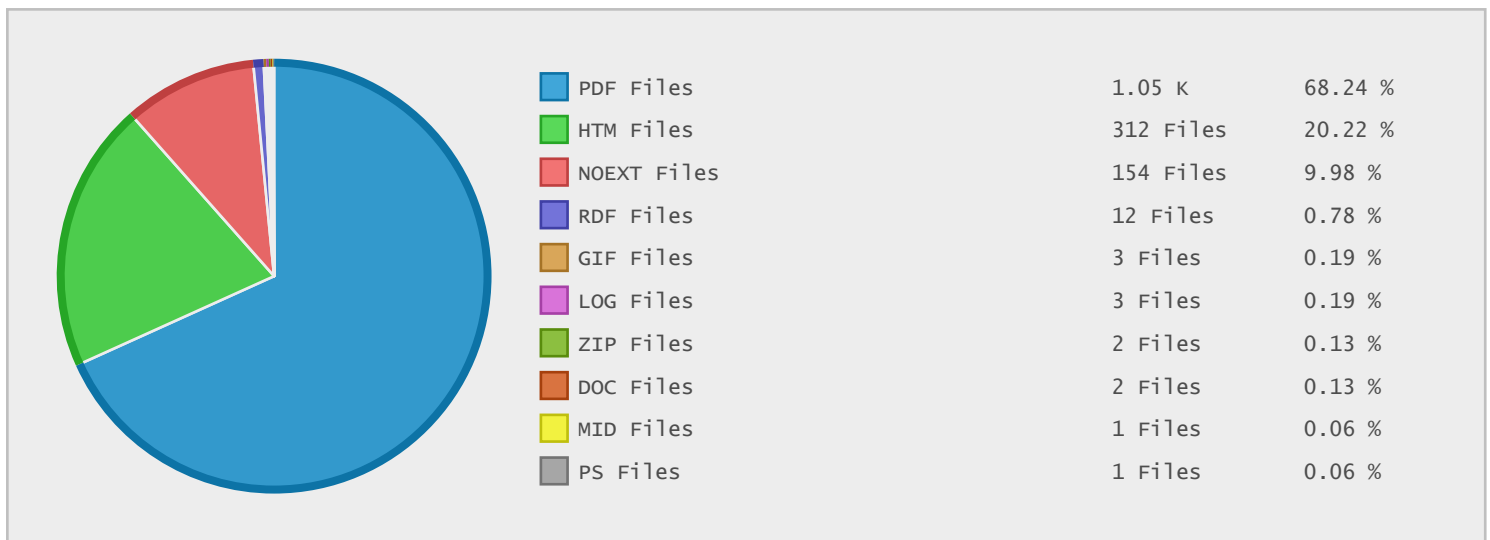 PDF Files 1.05 K 68.24 %
HTM Files 312 Files 20.22 %
NOEXT Files 154 Files 9.98 %
RDF Files 12 Files 0.78 %
GIF Files 3 Files 0.19 %
LOG Files 3 Files 0.19 %
ZIP Files 2 Files 0.13 %
DOC Files 2 Files 0.13 %
MID Files 1 Files 0.06 %
PS Files 1 Files 0.06 %